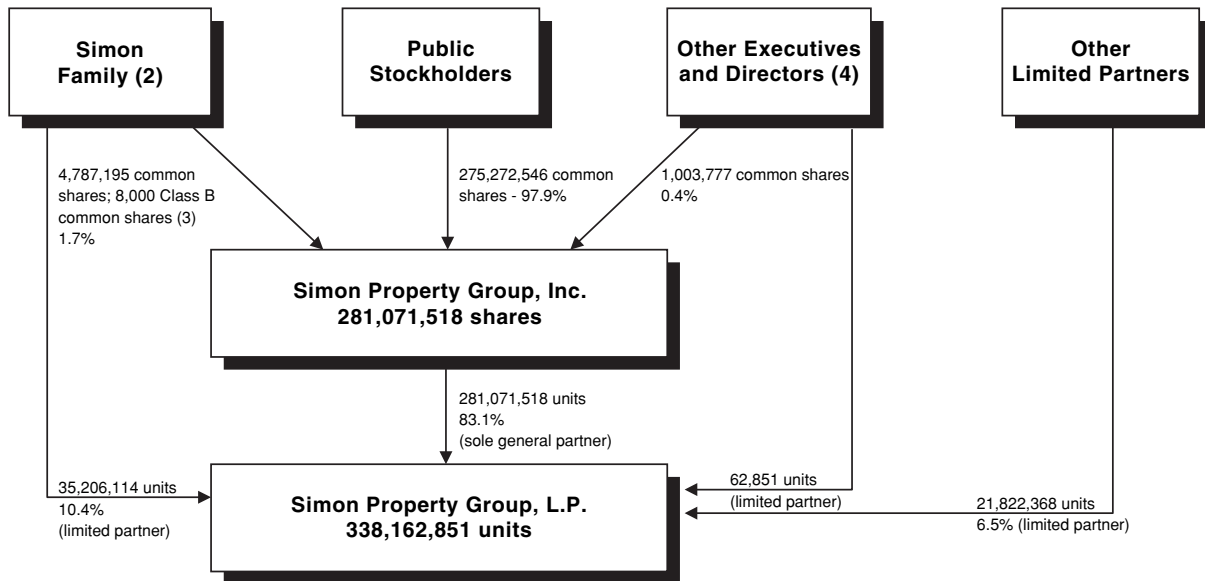 Simon
Family (2)
Public
Stockholders
Other Executives
and Directors (4)
Other
Limited Partners
4,787,195 common
shares; 8,000 Class B
common shares (3)
1.7%
275,272,546 common
shares - 97.9%
1,003,777 common shares
0.4%
Simon Property Group, Inc.
281,071,518 shares
281,071,518 units
83.1%
(sole general partner)
35,206,114 units
10.4%
(limited partner)
Simon Property Group, L.P.
338,162,851 units
62,851 units
(limited partner)
21,822,368 units
6.5% (limited partner)